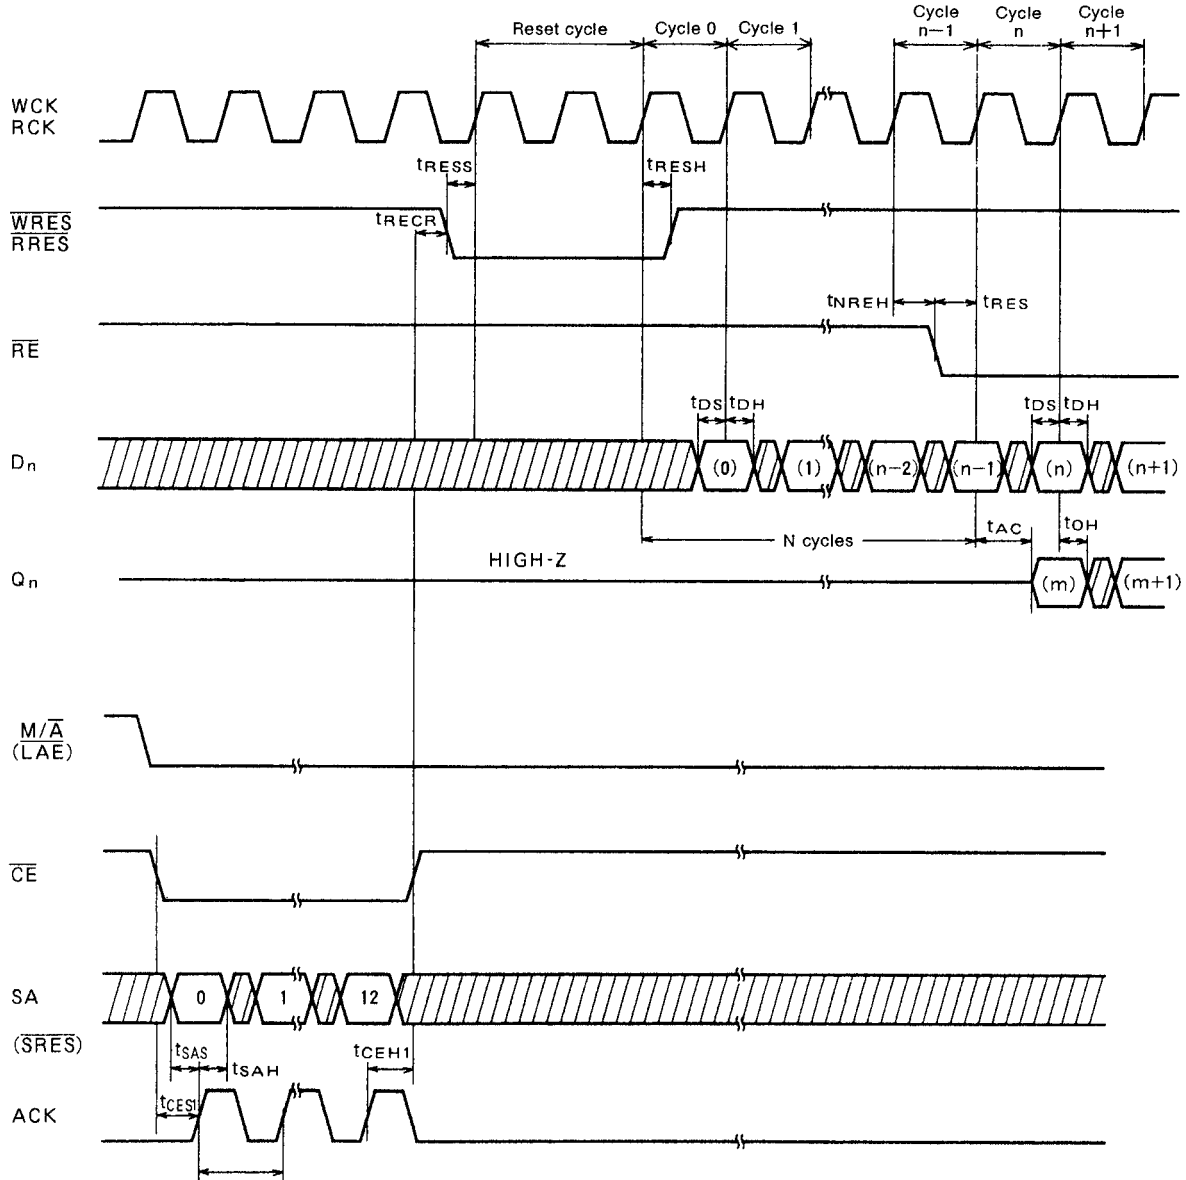 Reset cycle
Cycle 0
Cycle 1
Cycle
n-1
Cycle
n
Cycle
n+1
WCK
RCK
tRESS
tRESH
WRES
RRES
tRECR
tNREH
tRES
RE
tDS
tDH
tDS
tDH
Dn
(0)
(1)
(n-2)
(n-1)
(n)
(n+1)
N cycles
tAC
tOH
HIGH-Z
Qn
(m)
(m+1)
M/A
(LAE)
CE
SA
0
1
12
(SRES)
tSAS
tSAH
tCEH1
tCES1
ACK